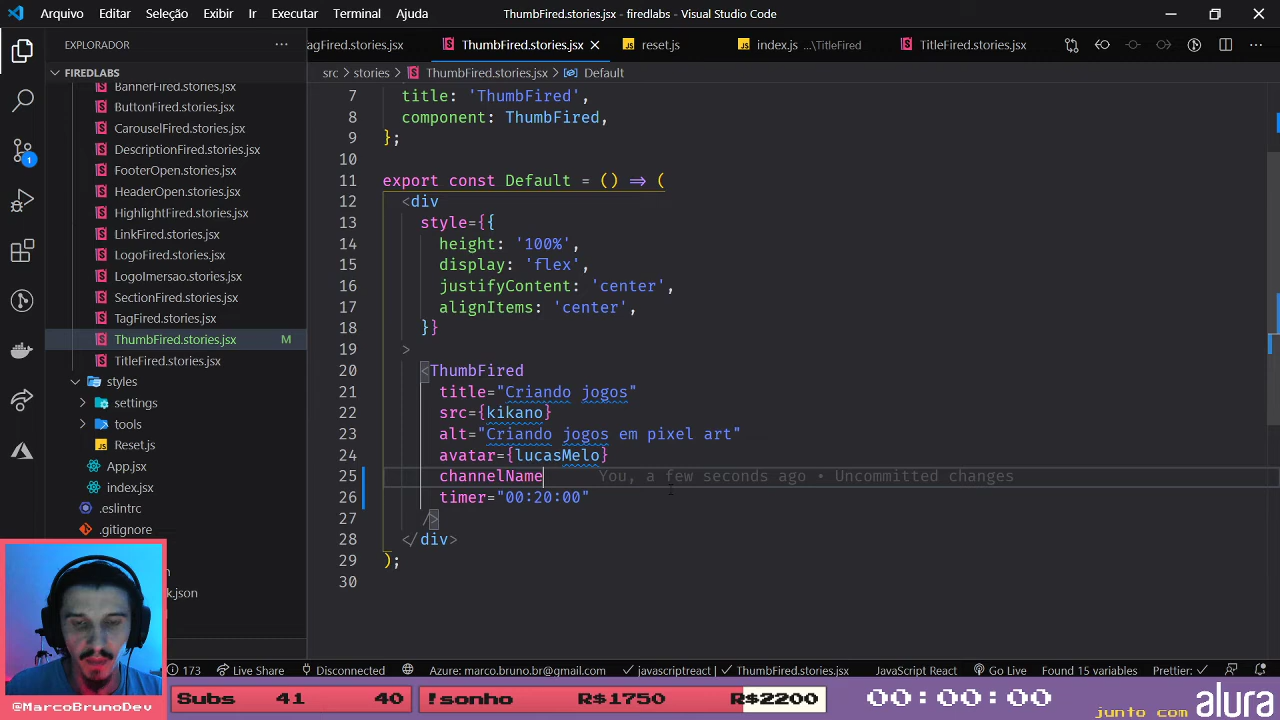 Arquivo Editar Seleção Exibir Ir Executar Terminal Ajuda ThumbFired.stories.jsx - firedlabs - Visual Studio Code
EXPLORADOR
FIREDLABS
BannerFired.stories.jsx
ButtonFired.stories.jsx
CarouselFired.stories.jsx
DescriptionFired.stories.jsx
FooterOpen.stories.jsx
HeaderOpen.stories.jsx
HighlightFired.stories.jsx
LinkFired.stories.jsx
LogoFired.stories.jsx
LogoImersao.stories.jsx
SectionFired.stories.jsx
TagFired.stories.jsx
ThumbFired.stories.jsx M
TitleFired.stories.jsx
styles
settings
tools
Reset.js
App.jsx
index.jsx
.eslintrc
.gitignore
k.json
1
agFired.stories.jsx ThumbFired.stories.jsx reset.js index.js ...\TitleFired TitleFired.stories.jsx
src > stories > ThumbFired.stories.jsx > Default
7 title: 'ThumbFired',
8 component: ThumbFired,
9 };
10
11 export const Default = () => (
12 <div
13 style={{
14 height: '100%',
15 display: 'flex',
16 justifyContent: 'center',
17 alignItems: 'center',
18 }}
19 >
20 <ThumbFired
21 title="Criando jogos"
22 src={kikano}
23 alt="Criando jogos em pixel art"
24 avatar={lucasMelo}
25 channelName You, a few seconds ago • Uncommitted changes
26 timer="00:20:00"
27 />
28 </div>
29 );
30
173 Live Share Disconnected Azure: marco.bruno.br@gmail.com javascriptreact ThumbFired.stories.jsx JavaScript React Go Live Found 15 variables Prettier:
@MarcoBrunoDev Subs 41 40 !sonho R$1750 R$2200 00:00:00 junto com alura